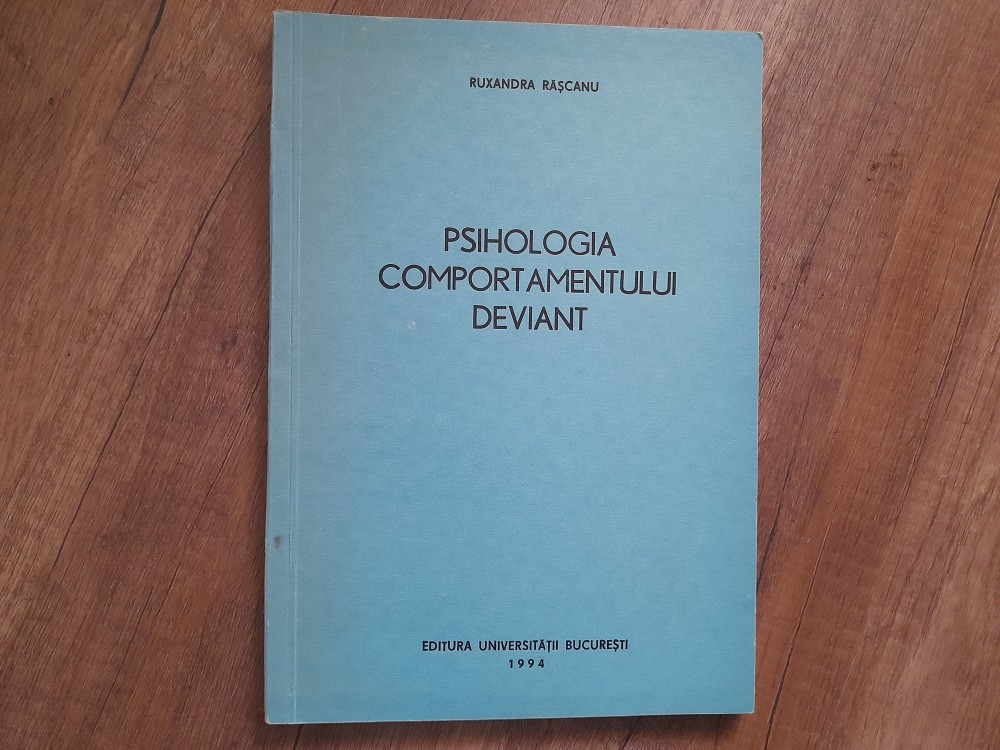 RUXANDRA RĂŞCANU
PSIHOLOGIA
COMPORTAMENTULUI
DEVIANT
EDITURA UNIVERSITĂŢII BUCUREŞTI
1994